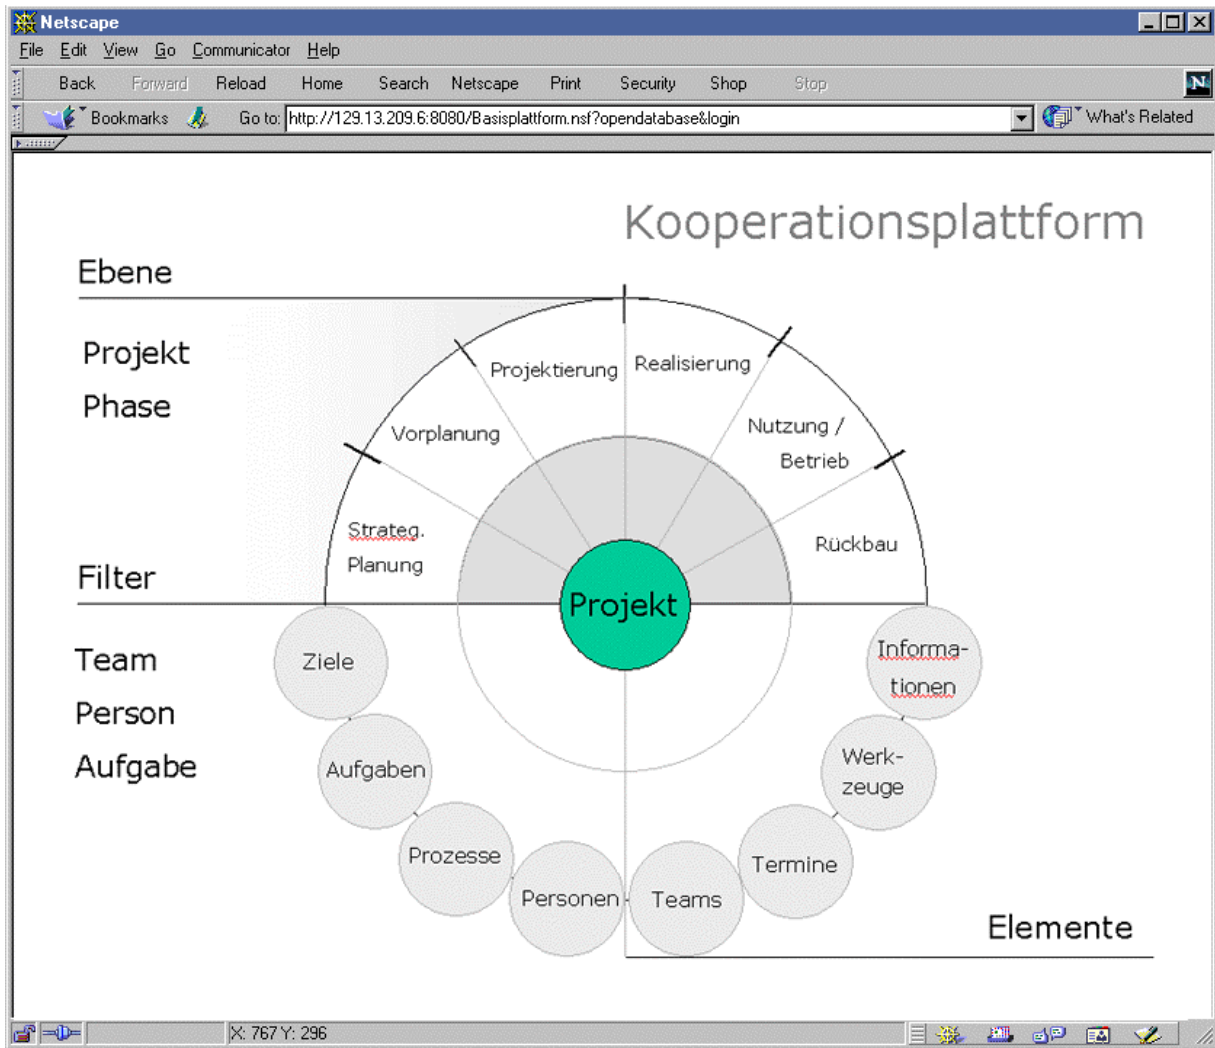 Netscape
File Edit View Go Communicator Help
Back Forward Reload Home Search Netscape Print Security Shop Stop
N
Bookmarks Go to: http://129.13.209.6:8080/Basisplattform.nsf?opendatabase&login What's Related
Kooperationsplattform
Ebene
Projekt
Phase
Filter
Team
Person
Aufgabe
Strateg.
Planung
Vorplanung
Projektierung
Realisierung
Nutzung /
Betrieb
Rückbau
Projekt
Ziele
Aufgaben
Prozesse
Personen
Teams
Termine
Werk-
zeuge
Informa-
tionen
Elemente
X: 767 Y: 296